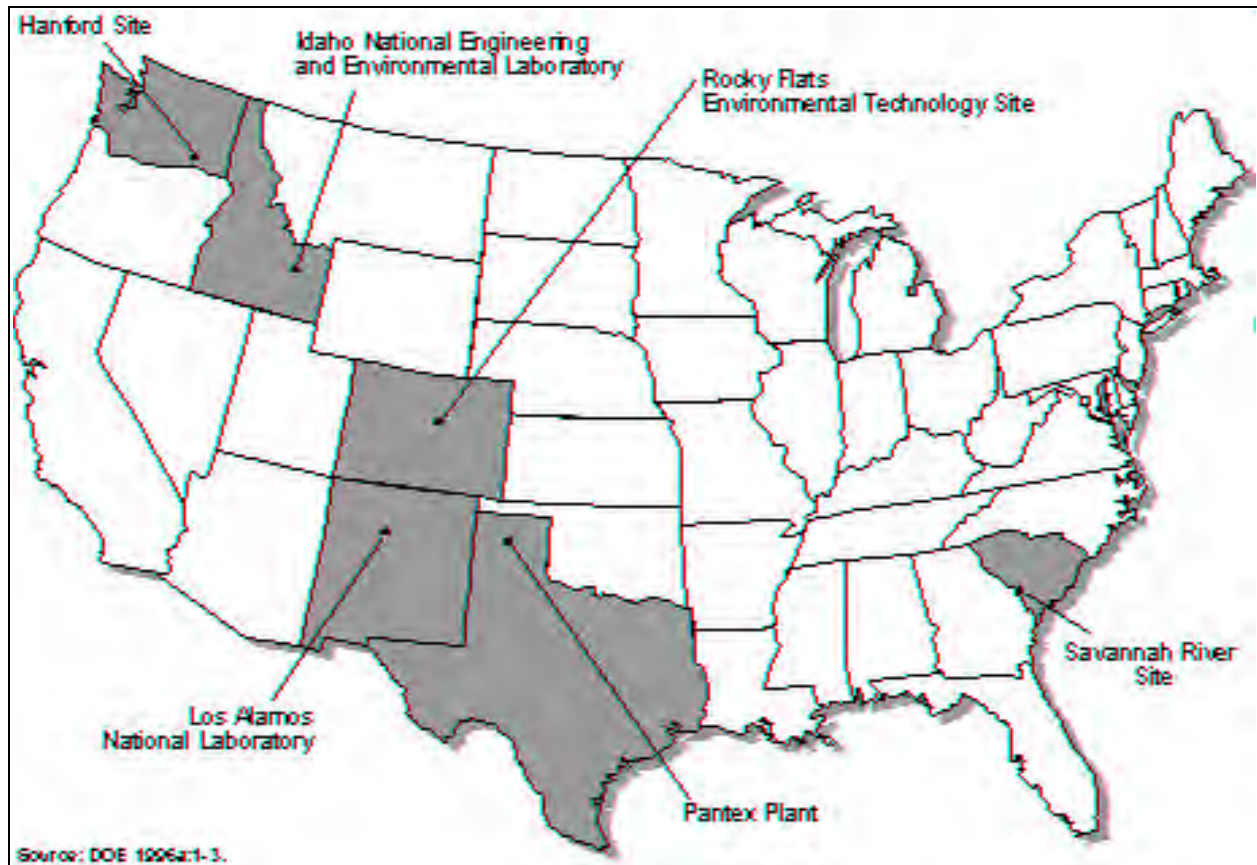 Hanford Site
Idaho National Engineering
and Environmental Laboratory
Rocky Flats
Environmental Technology Site
Savannah River
Site
Los Alamos
National Laboratory
Pantex Plant
Source: DOE 1996a:1-3.